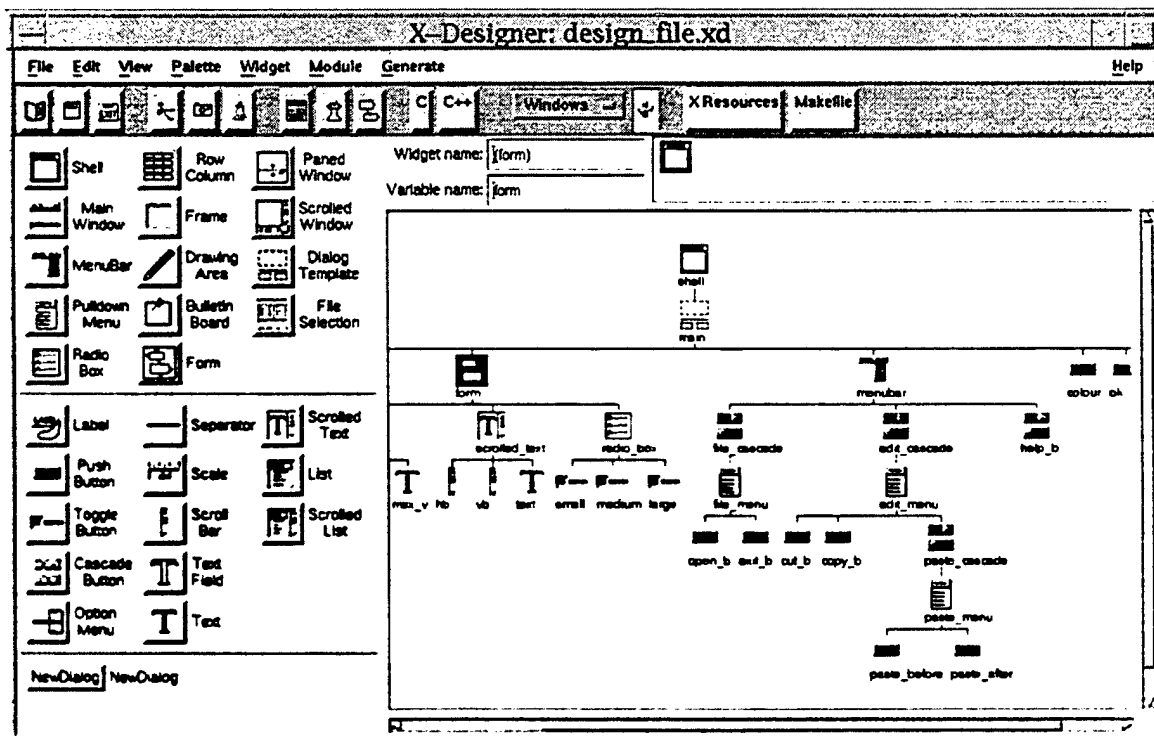 X-Designer: design_file.xd
File Edit View Palette Widget Module Generate Help
C C++ Windows X Resources Makefile
Shell Row Column Paned Window
Main Window Frame Scrolled Window
MenuBar Drawing Area Dialog Template
Pulldown Menu Bulletin Board File Selection
Radio Box Form
Label Separator Scrolled Text
Push Button Scale List
Toggle Button Scroll Bar Scrolled List
Cascade Button Text Field
Option Menu Text
NewDialog NewDialog
Widget name: (form)
Variable name: form
shell
main
form menubar colour ok
scrolled_text radio_box file_cascade edit_cascade help_b
max_v hb vb text small medium large file_menu edit_menu
open_b exit_b cut_b copy_b paste_cascade
paste_menu
paste_before paste_after